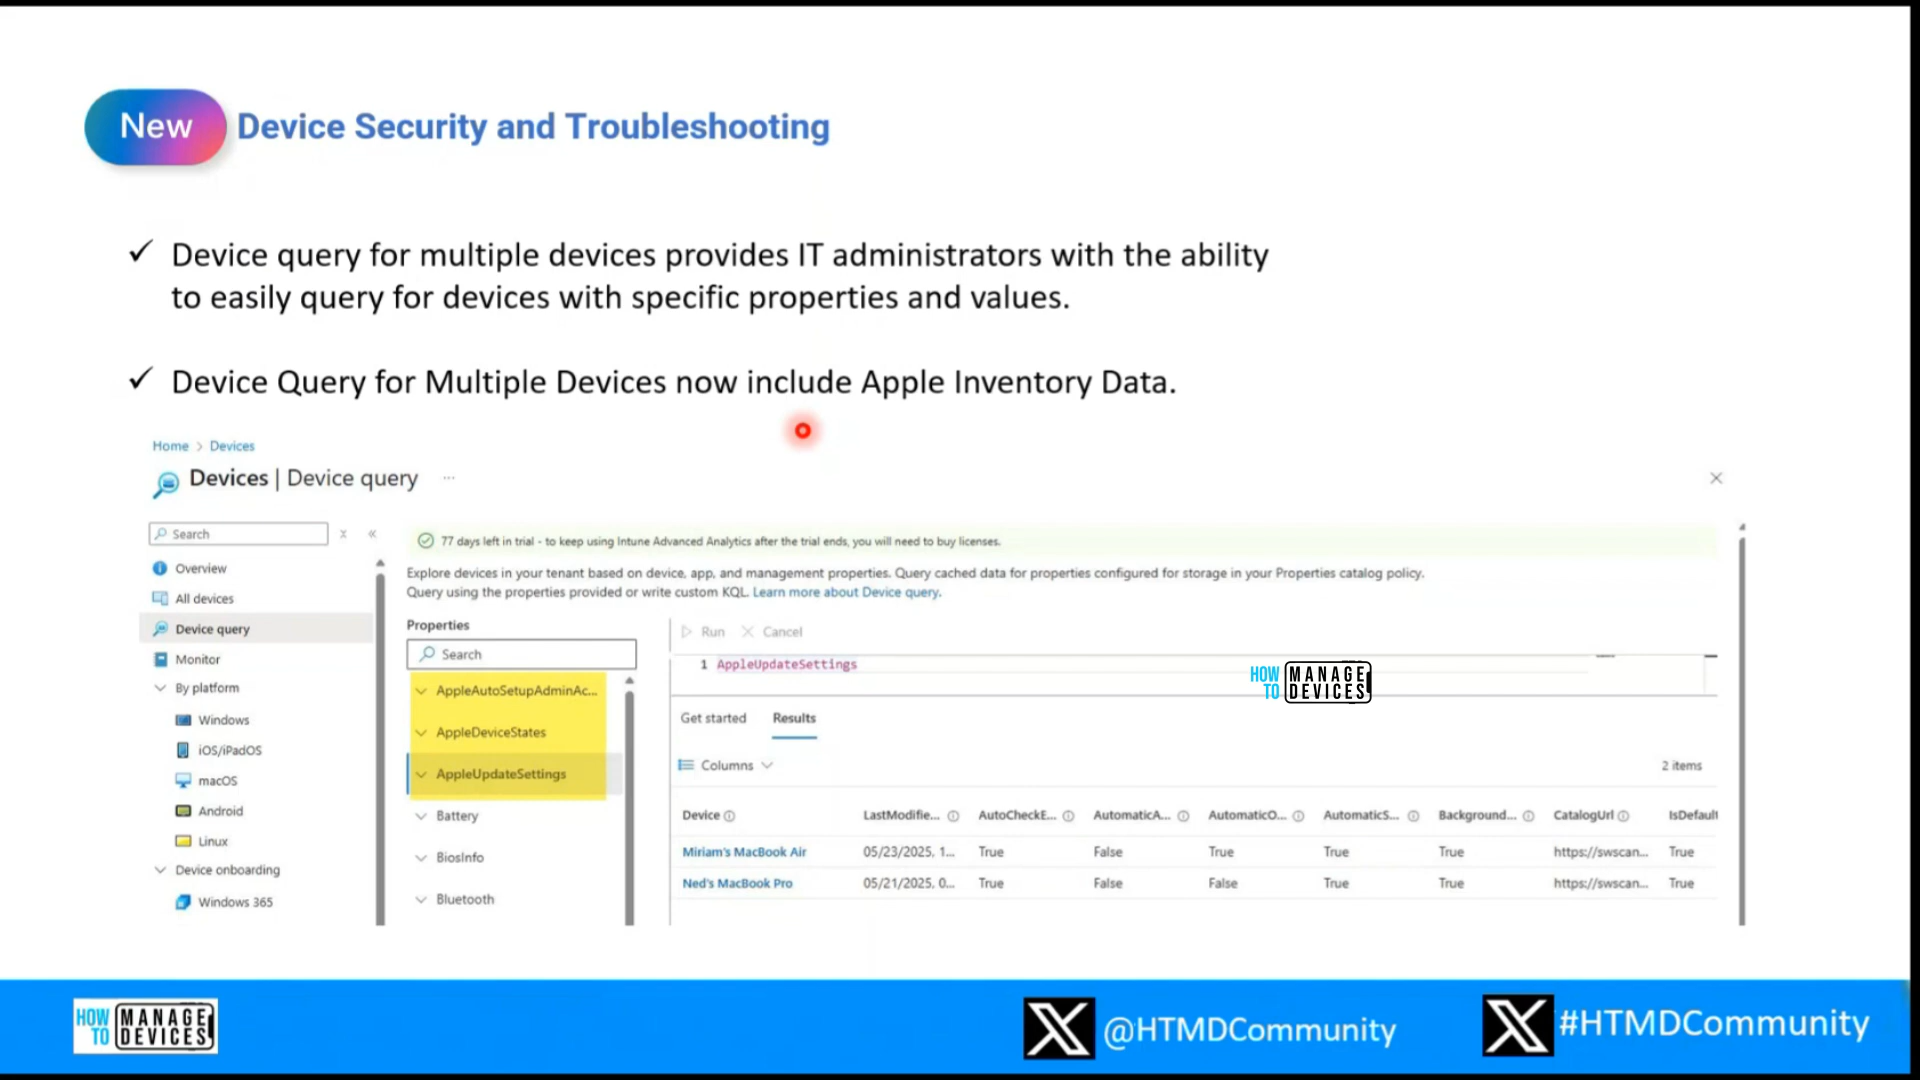 New Device Security and Troubleshooting
✓ Device query for multiple devices provides IT administrators with the ability
to easily query for devices with specific properties and values.
✓ Device Query for Multiple Devices now include Apple Inventory Data.
Home > Devices
Devices | Device query ...
Search
Overview
All devices
Device query
Monitor
By platform
Windows
iOS/iPadOS
macOS
Android
Linux
Device onboarding
Windows 365
77 days left in trial - to keep using Intune Advanced Analytics after the trial ends, you will need to buy licenses.
Explore devices in your tenant based on device, app, and management properties. Query cached data for properties configured for storage in your Properties catalog policy.
Query using the properties provided or write custom KQL. Learn more about Device query.
Properties
Search
AppleAutoSetupAdminAc...
AppleDeviceStates
AppleUpdateSettings
Battery
BiosInfo
Bluetooth
Run Cancel
1 AppleUpdateSettings
HOW TO MANAGE DEVICES
Get started Results
Columns
2 items
Device LastModifie... AutoCheckE... AutomaticA... AutomaticO... AutomaticS... Background... CatalogUrl IsDefault
Miriam's MacBook Air 05/23/2025, 1... True False True True True https://swscan... True
Ned's MacBook Pro 05/21/2025, 0... True False False True True https://swscan... True
HOW TO MANAGE DEVICES
@HTMDCommunity
#HTMDCommunity